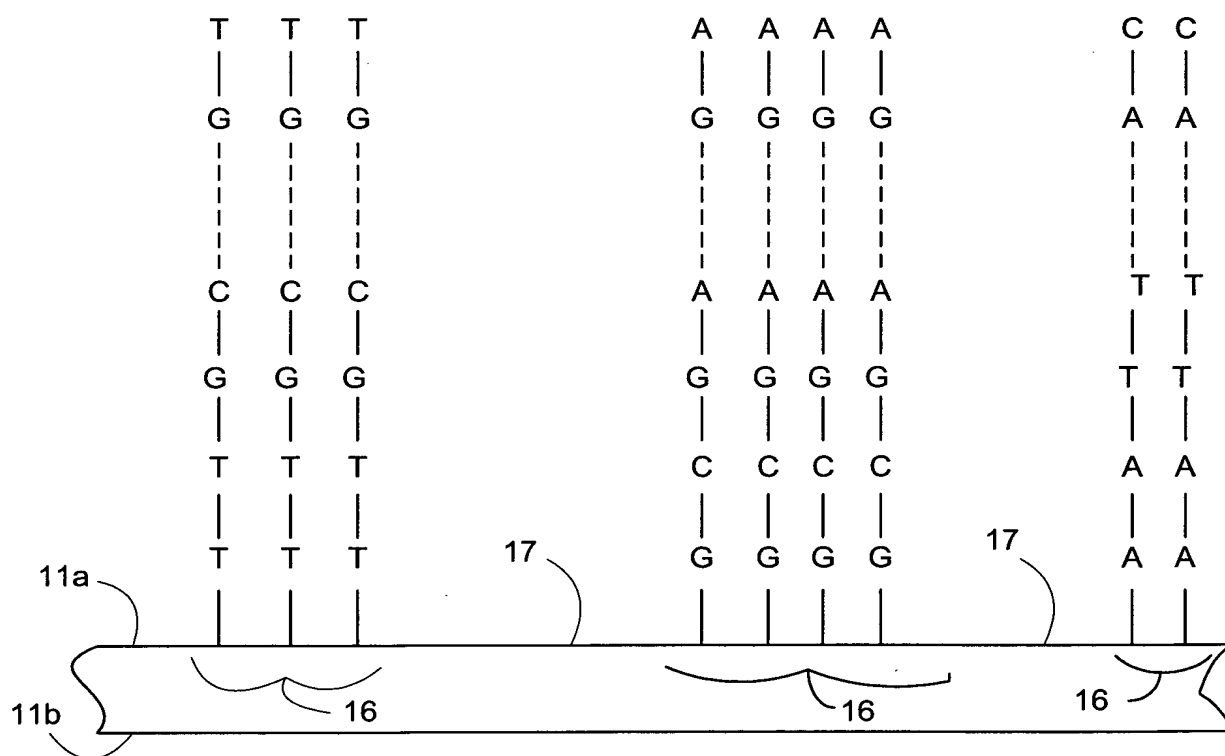 T T T A A A A C C
G G G G G G G A A
C C C A A A A T T
G G G G G G G T T
T T T C C C C A A
T T T G G G G A A
11a 17 17
16 16 16
11b